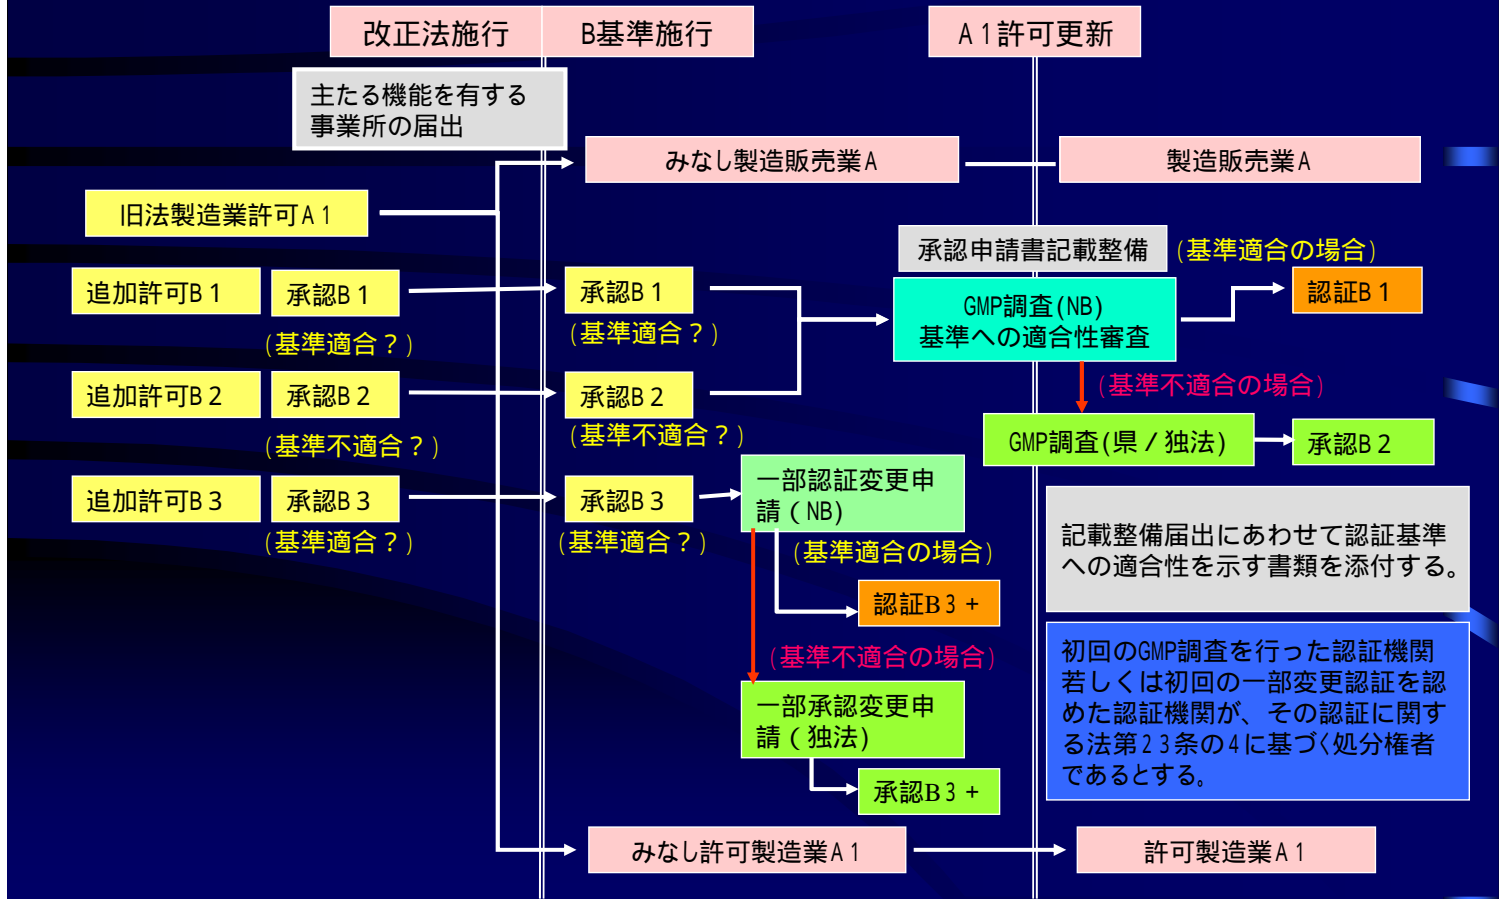 改正法施行
B基準施行
A1許可更新
主たる機能を有する
事業所の届出
みなし製造販売業A
製造販売業A
旧法製造業許可A1
承認申請書記載整備
(基準適合の場合)
追加許可B1
承認B1
(基準適合？)
承認B1
(基準適合？)
GMP調査(NB)
基準への適合性審査
認証B1
(基準不適合の場合)
追加許可B2
承認B2
(基準不適合？)
承認B2
(基準不適合？)
GMP調査(県／独法)
承認B2
追加許可B3
承認B3
(基準適合？)
承認B3
(基準適合？)
一部認証変更申
請（NB)
(基準適合の場合)
認証B3+
(基準不適合の場合)
一部承認変更申
請（独法)
承認B3+
記載整備届出にあわせて認証基準
への適合性を示す書類を添付する。
初回のGMP調査を行った認証機関
若しくは初回の一部変更認証を認
めた認証機関が、その認証に関す
る法第23条の4に基づく処分権者
であるとする。
みなし許可製造業A1
許可製造業A1